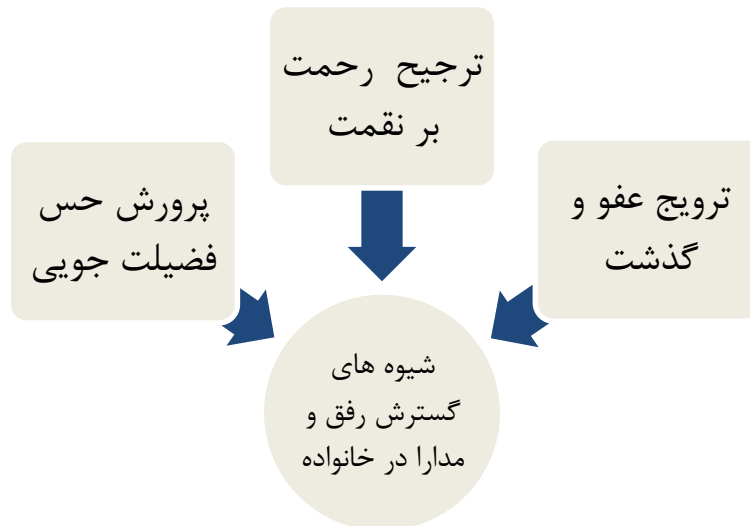 ترجیح رحمت
بر نقمت
ترویج عفو و
گذشت
پرورش حس
فضیلت جویی
شیوه های
گسترش رفق و
مدارا در خانواده